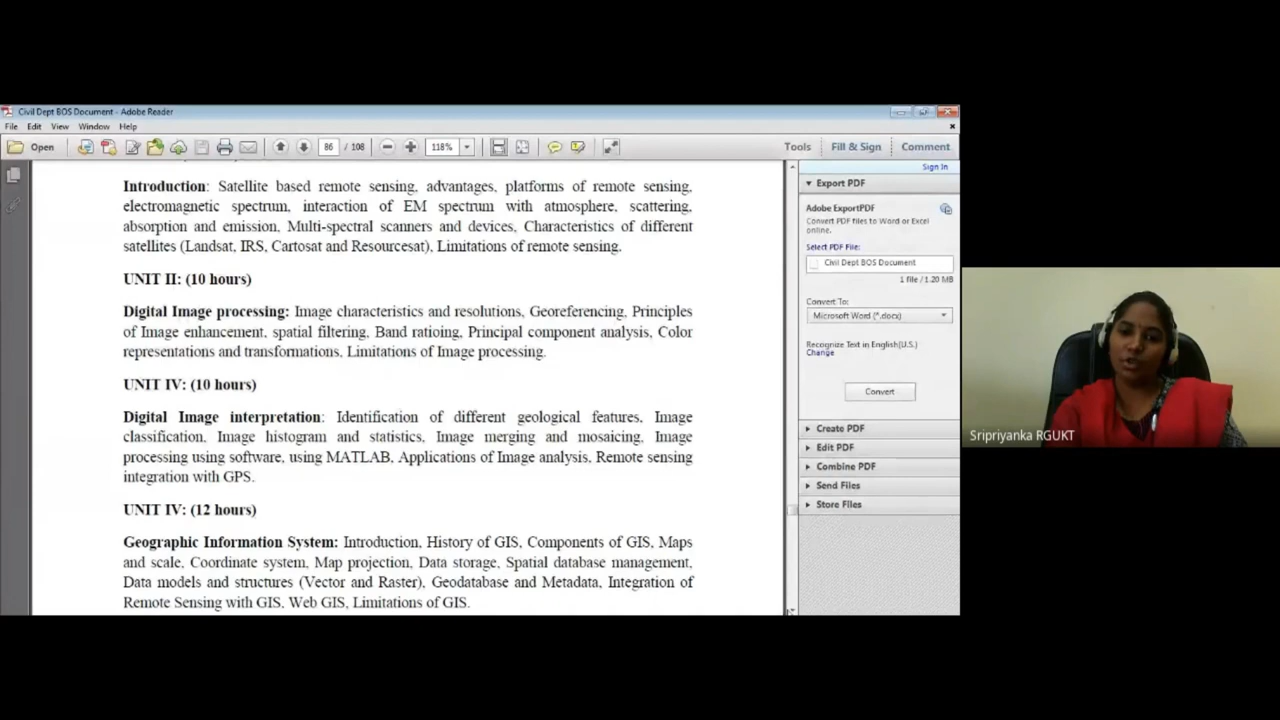 Civil Dept BOS Document - Adobe Reader
File Edit View Window Help
Open 86 / 108 118% Tools Fill & Sign Comment
Sign In
Export PDF
Adobe ExportPDF
Convert PDF files to Word or Excel
online.
Select PDF File:
Civil Dept BOS Document
1 file / 1.20 MB
Convert To:
Microsoft Word (*.docx)
Recognize Text in English(U.S.)
Change
Convert
Create PDF
Edit PDF
Combine PDF
Send Files
Store Files
Introduction: Satellite based remote sensing, advantages, platforms of remote sensing,
electromagnetic spectrum, interaction of EM spectrum with atmosphere, scattering,
absorption and emission, Multi-spectral scanners and devices, Characteristics of different
satellites (Landsat, IRS, Cartosat and Resourcesat), Limitations of remote sensing.
UNIT II: (10 hours)
Digital Image processing: Image characteristics and resolutions, Georeferencing, Principles
of Image enhancement, spatial filtering, Band ratioing, Principal component analysis, Color
representations and transformations, Limitations of Image processing.
UNIT IV: (10 hours)
Digital Image interpretation: Identification of different geological features, Image
classification, Image histogram and statistics, Image merging and mosaicing, Image
processing using software, using MATLAB. Applications of Image analysis, Remote sensing
integration with GPS.
UNIT IV: (12 hours)
Geographic Information System: Introduction, History of GIS, Components of GIS, Maps
and scale, Coordinate system, Map projection, Data storage, Spatial database management,
Data models and structures (Vector and Raster), Geodatabase and Metadata, Integration of
Remote Sensing with GIS, Web GIS, Limitations of GIS.
Sripriyanka RGUKT